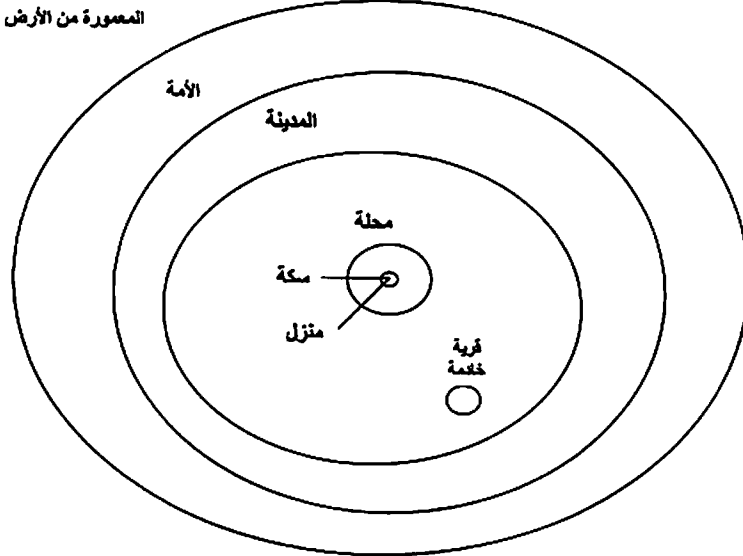 المعمورة من الأرض
الأمة
المدينة
محلة
سكة
منزل
قرية
خادمة